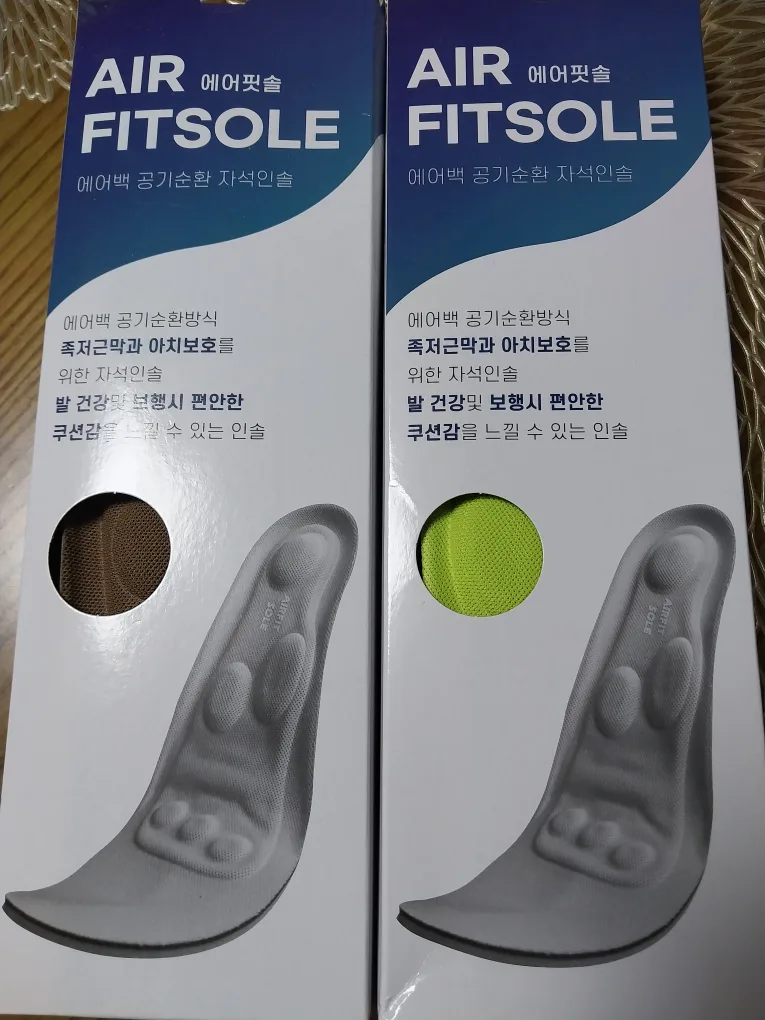 AIR 에어핏솔
FITSOLE
에어백 공기순환 자석인솔
에어백 공기순환방식
족저근막과 아치보호를
위한 자석인솔
발 건강및 보행시 편안한
쿠션감을 느낄 수 있는 인솔
AIRFIT
SOLE
AIR 에어핏솔
FITSOLE
에어백 공기순환 자석인솔
에어백 공기순환방식
족저근막과 아치보호를
위한 자석인솔
발 건강및 보행시 편안한
쿠션감을 느낄 수 있는 인솔
AIRFIT
SOLE